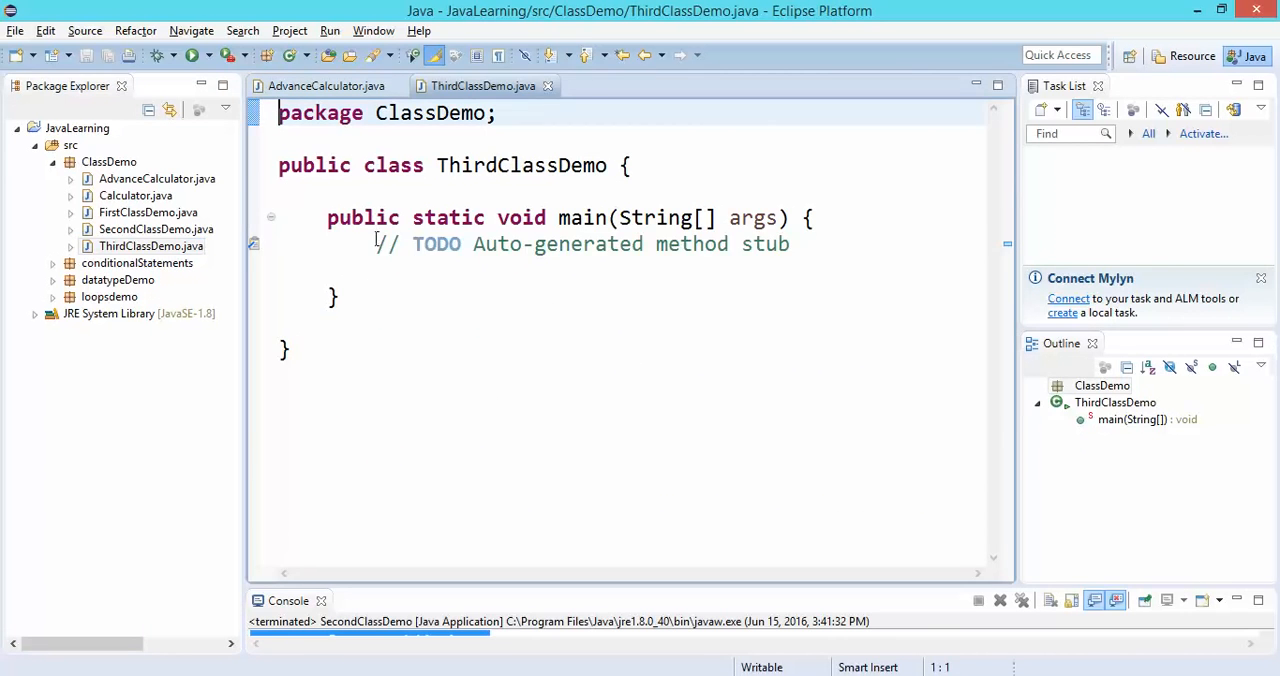 Java - JavaLearning/src/ClassDemo/ThirdClassDemo.java - Eclipse Platform
File Edit Source Refactor Navigate Search Project Run Window Help
Quick Access Resource Java
Package Explorer
JavaLearning
src
ClassDemo
AdvanceCalculator.java
Calculator.java
FirstClassDemo.java
SecondClassDemo.java
ThirdClassDemo.java
conditionalStatements
datatypeDemo
loopsdemo
JRE System Library [JavaSE-1.8]
AdvanceCalculator.java ThirdClassDemo.java
package ClassDemo;
public class ThirdClassDemo {
public static void main(String[] args) {
// TODO Auto-generated method stub
}
}
Task List
Find All Activate...
Connect Mylyn
Connect to your task and ALM tools or
create a local task.
Outline
ClassDemo
ThirdClassDemo
main(String[]) : void
Console
<terminated> SecondClassDemo [Java Application] C:\Program Files\Java\jre1.8.0_40\bin\javaw.exe (Jun 15, 2016, 3:41:32 PM)
Writable Smart Insert 1 : 1